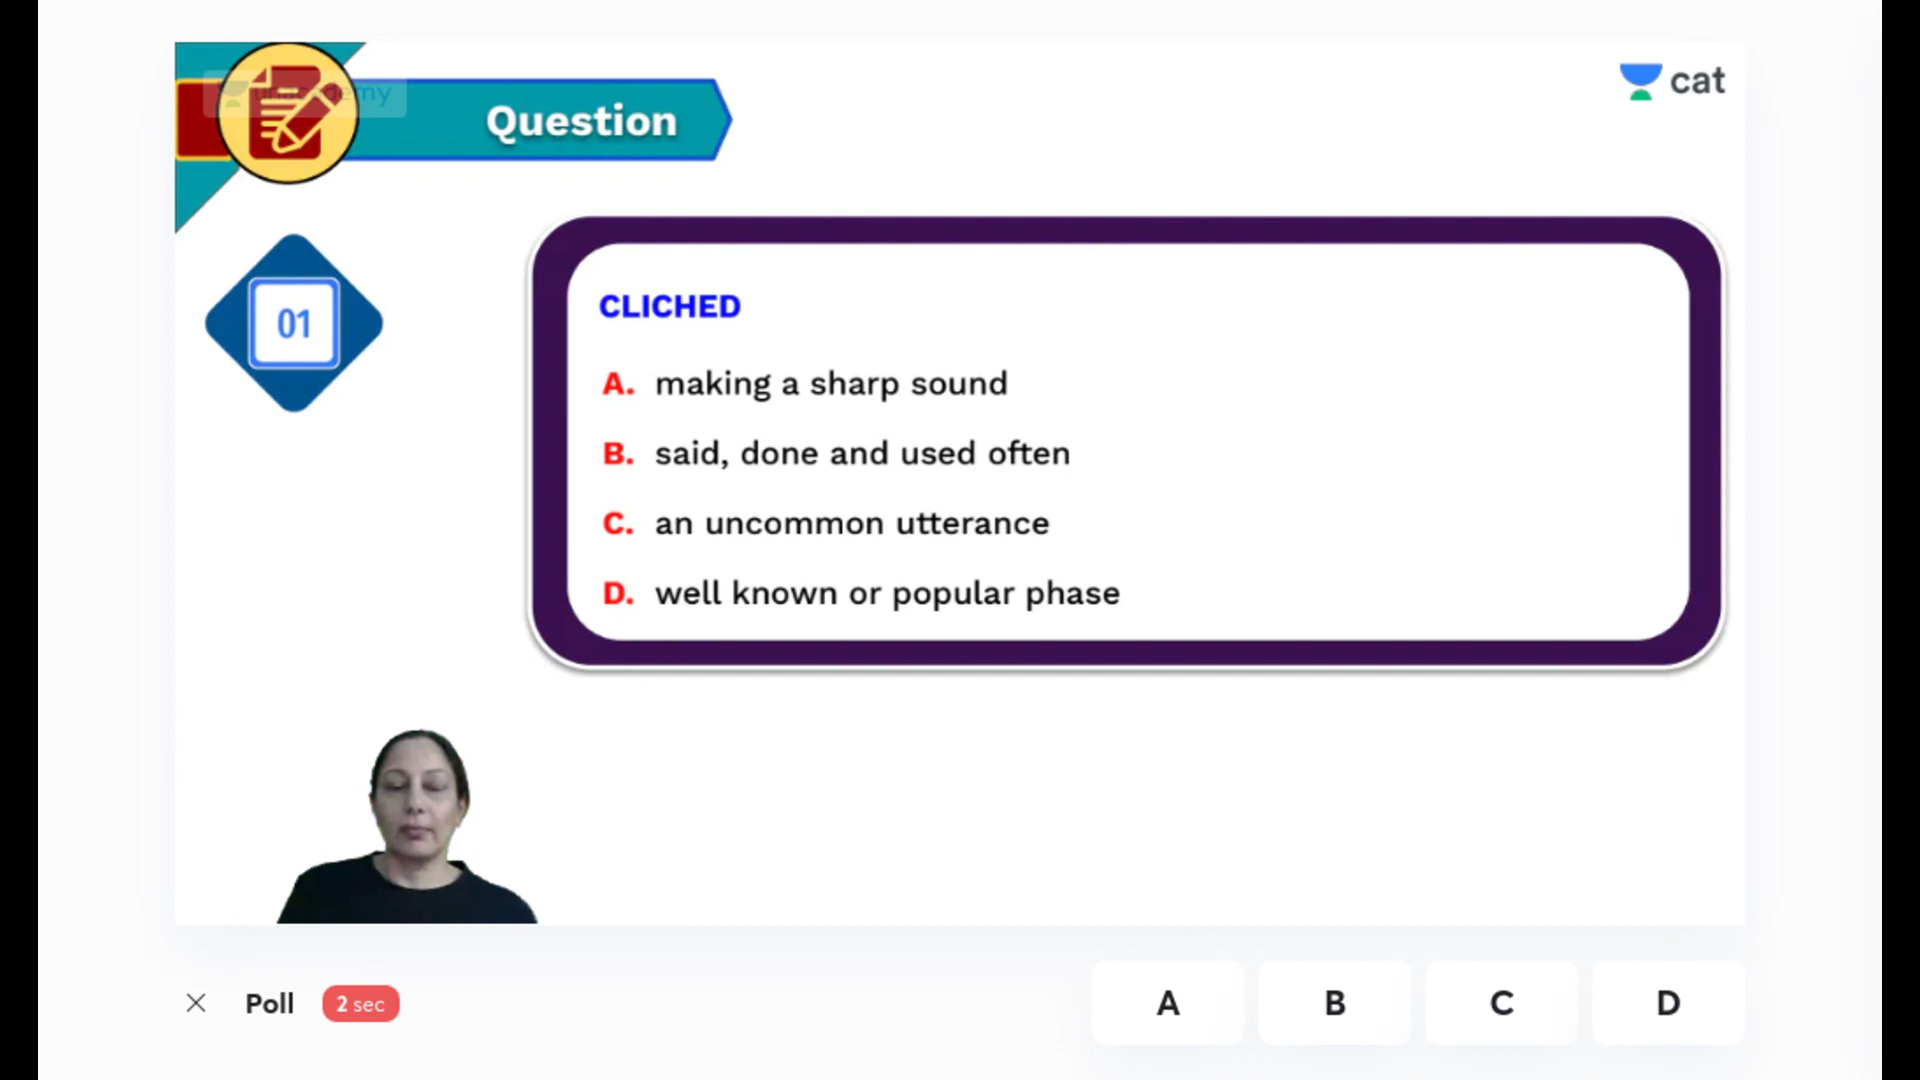 unacademy
Question
cat
01
CLICHED
A. making a sharp sound
B. said, done and used often
C. an uncommon utterance
D. well known or popular phase
Poll
2 sec
A
B
C
D